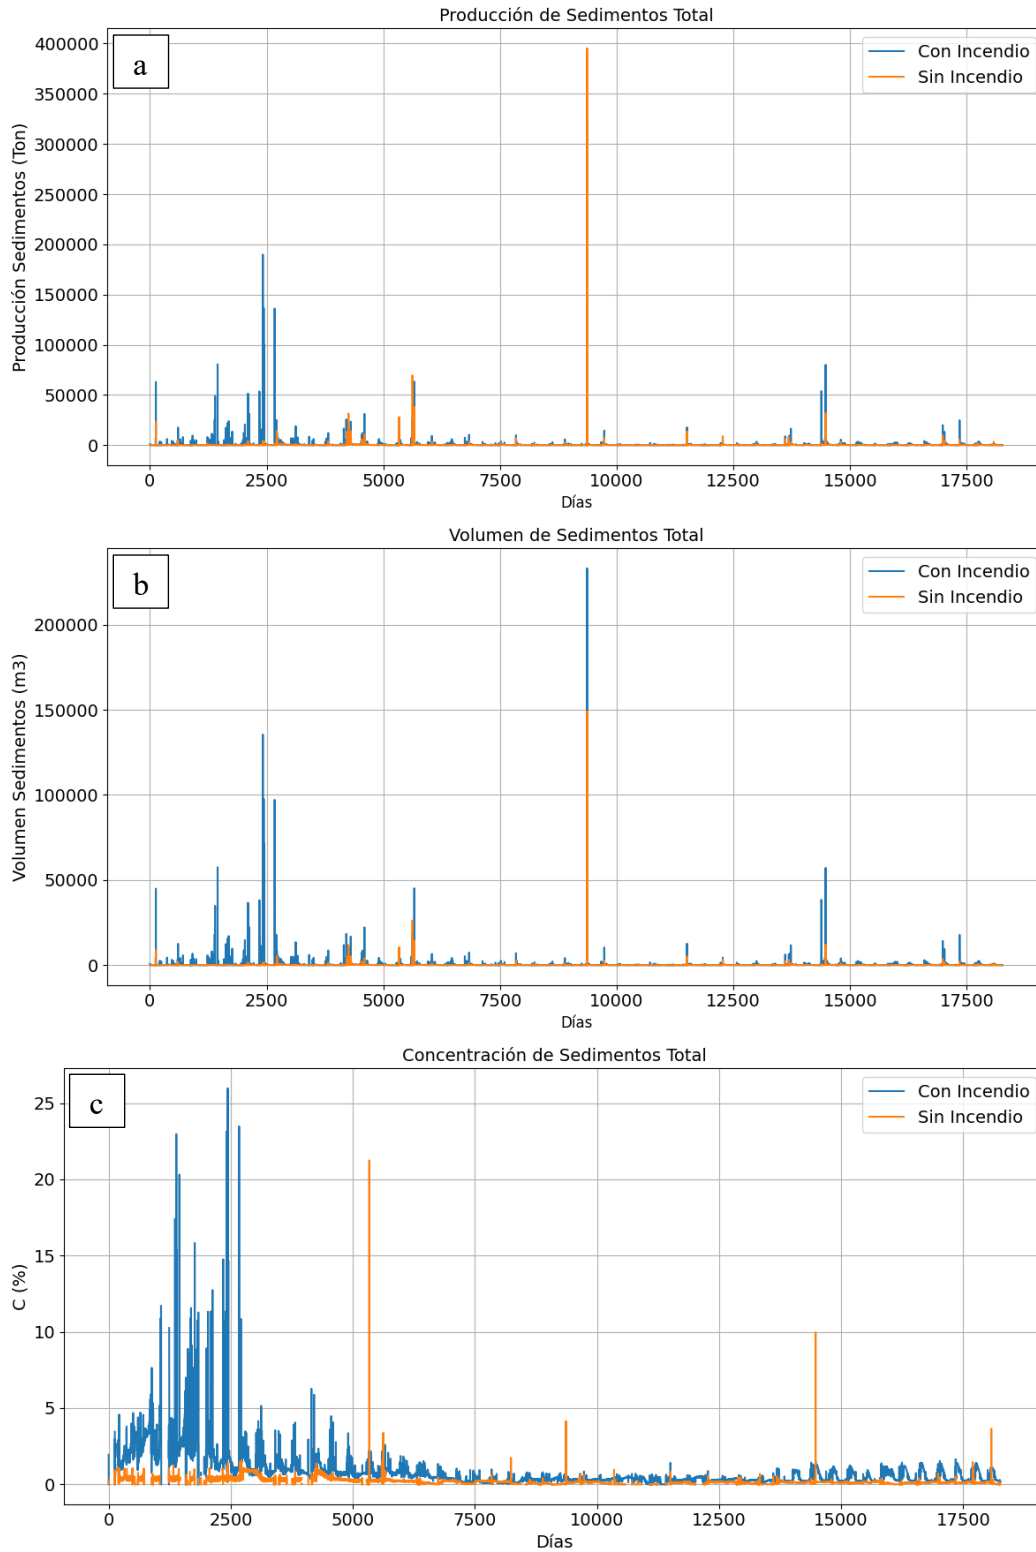 Producción de Sedimentos Total
a
Con Incendio
Sin Incendio
Producción Sedimentos (Ton)
400000
350000
300000
250000
200000
150000
100000
50000
0
0 2500 5000 7500 10000 12500 15000 17500
Días
Volumen de Sedimentos Total
b
Con Incendio
Sin Incendio
Volumen Sedimentos (m3)
200000
150000
100000
50000
0
0 2500 5000 7500 10000 12500 15000 17500
Días
Concentración de Sedimentos Total
c
Con Incendio
Sin Incendio
C (%)
25
20
15
10
5
0
0 2500 5000 7500 10000 12500 15000 17500
Días